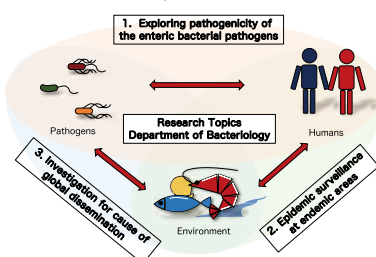 1. Exploring pathogenicity of
the enteric bacterial pathogens
Pathogens
Research Topics
Department of Bacteriology
Humans
3. Investigation for cause of
global dissemination
Environment
2. Epidemic surveillance
at endemic areas